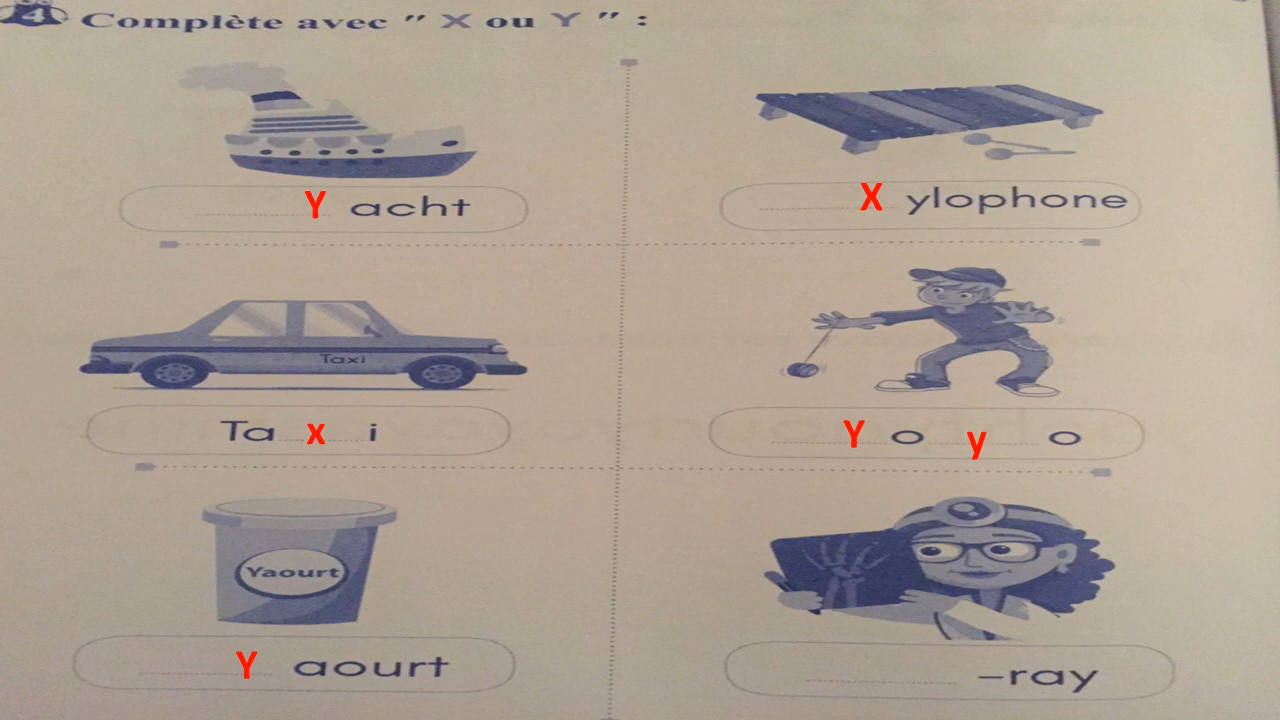 4 Complète avec " X ou Y " :
Y acht
X ylophone
Taxi
Ta x i
Y o y o
Yaourt
Y aourt
-ray